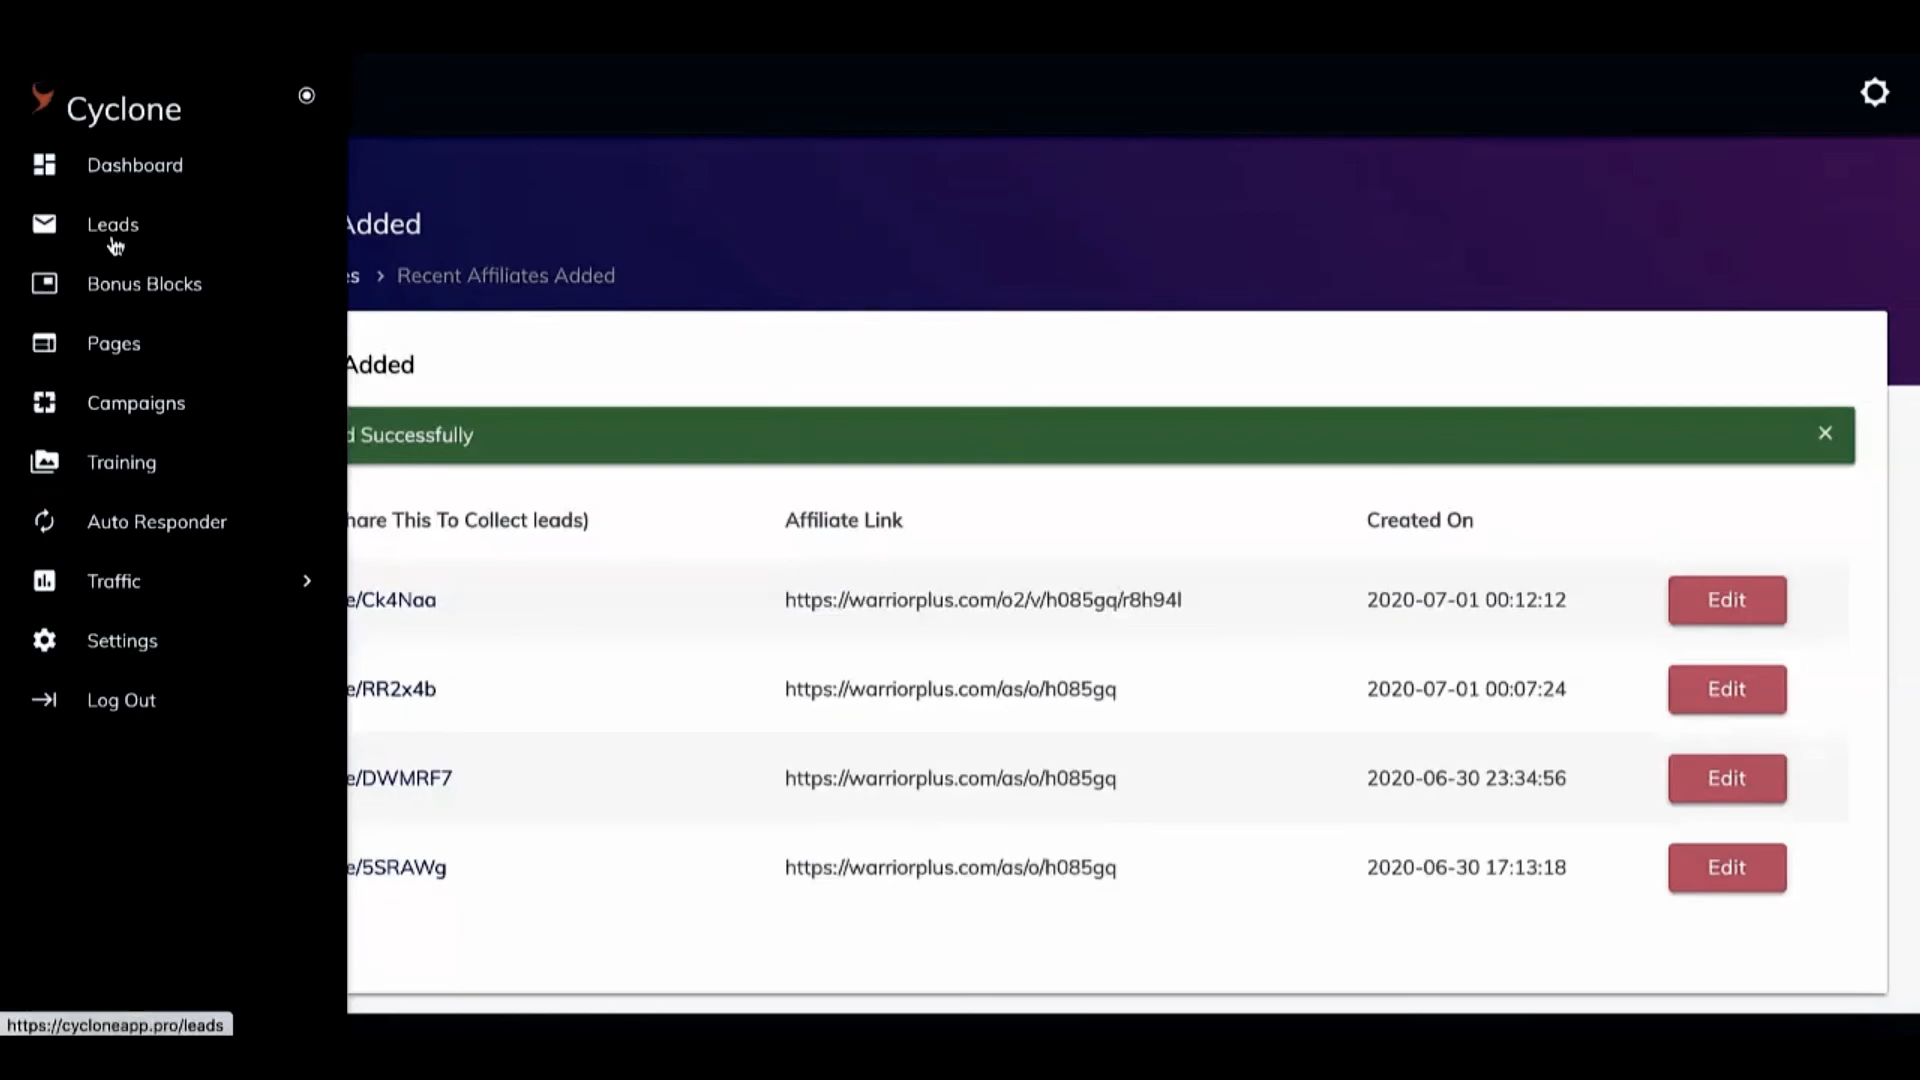 Cyclone
Dashboard
Leads
Bonus Blocks
Pages
Campaigns
Training
Auto Responder
Traffic
Settings
Log Out
Added
es > Recent Affiliates Added
Added
d Successfully
hare This To Collect leads) Affiliate Link Created On
e/Ck4Naa https://warriorplus.com/o2/v/h085gq/r8h94l 2020-07-01 00:12:12 Edit
e/RR2x4b https://warriorplus.com/as/o/h085gq 2020-07-01 00:07:24 Edit
e/DWMRF7 https://warriorplus.com/as/o/h085gq 2020-06-30 23:34:56 Edit
e/5SRAWg https://warriorplus.com/as/o/h085gq 2020-06-30 17:13:18 Edit
https://cycloneapp.pro/leads